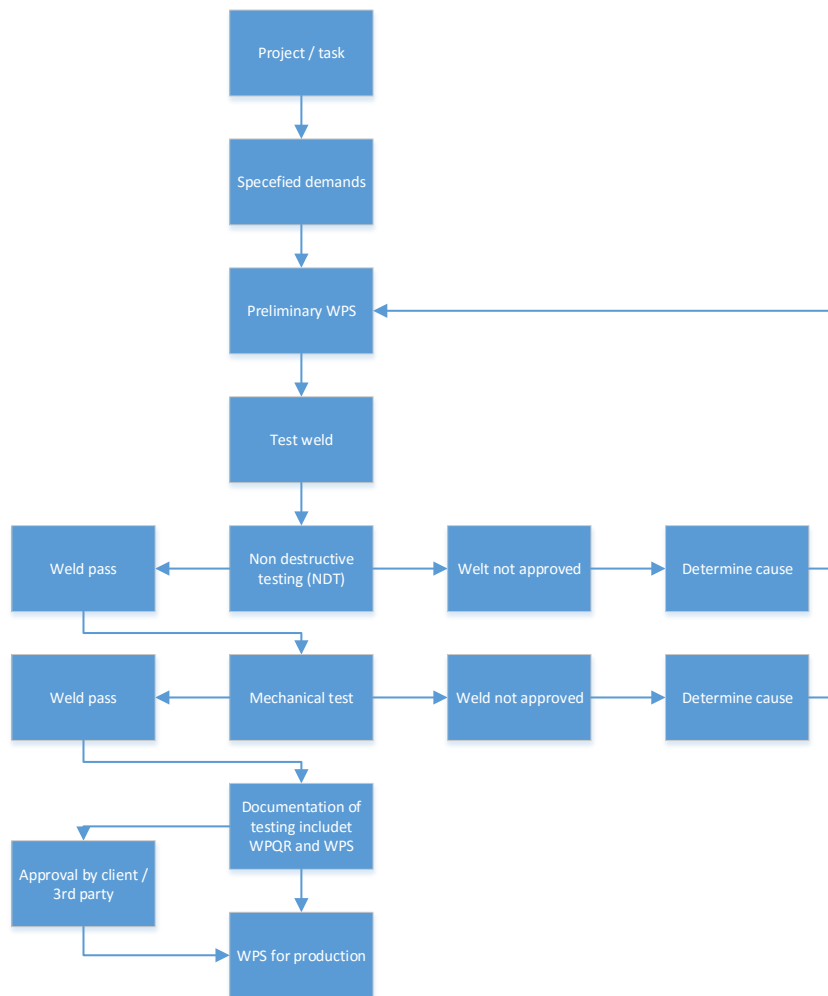 Project / task
Specefied demands
Preliminary WPS
Test weld
Weld pass
Non destructive
testing (NDT)
Welt not approved
Determine cause
Weld pass
Mechanical test
Weld not approved
Determine cause
Documentation of
testing includet
WPQR and WPS
Approval by client /
3rd party
WPS for production